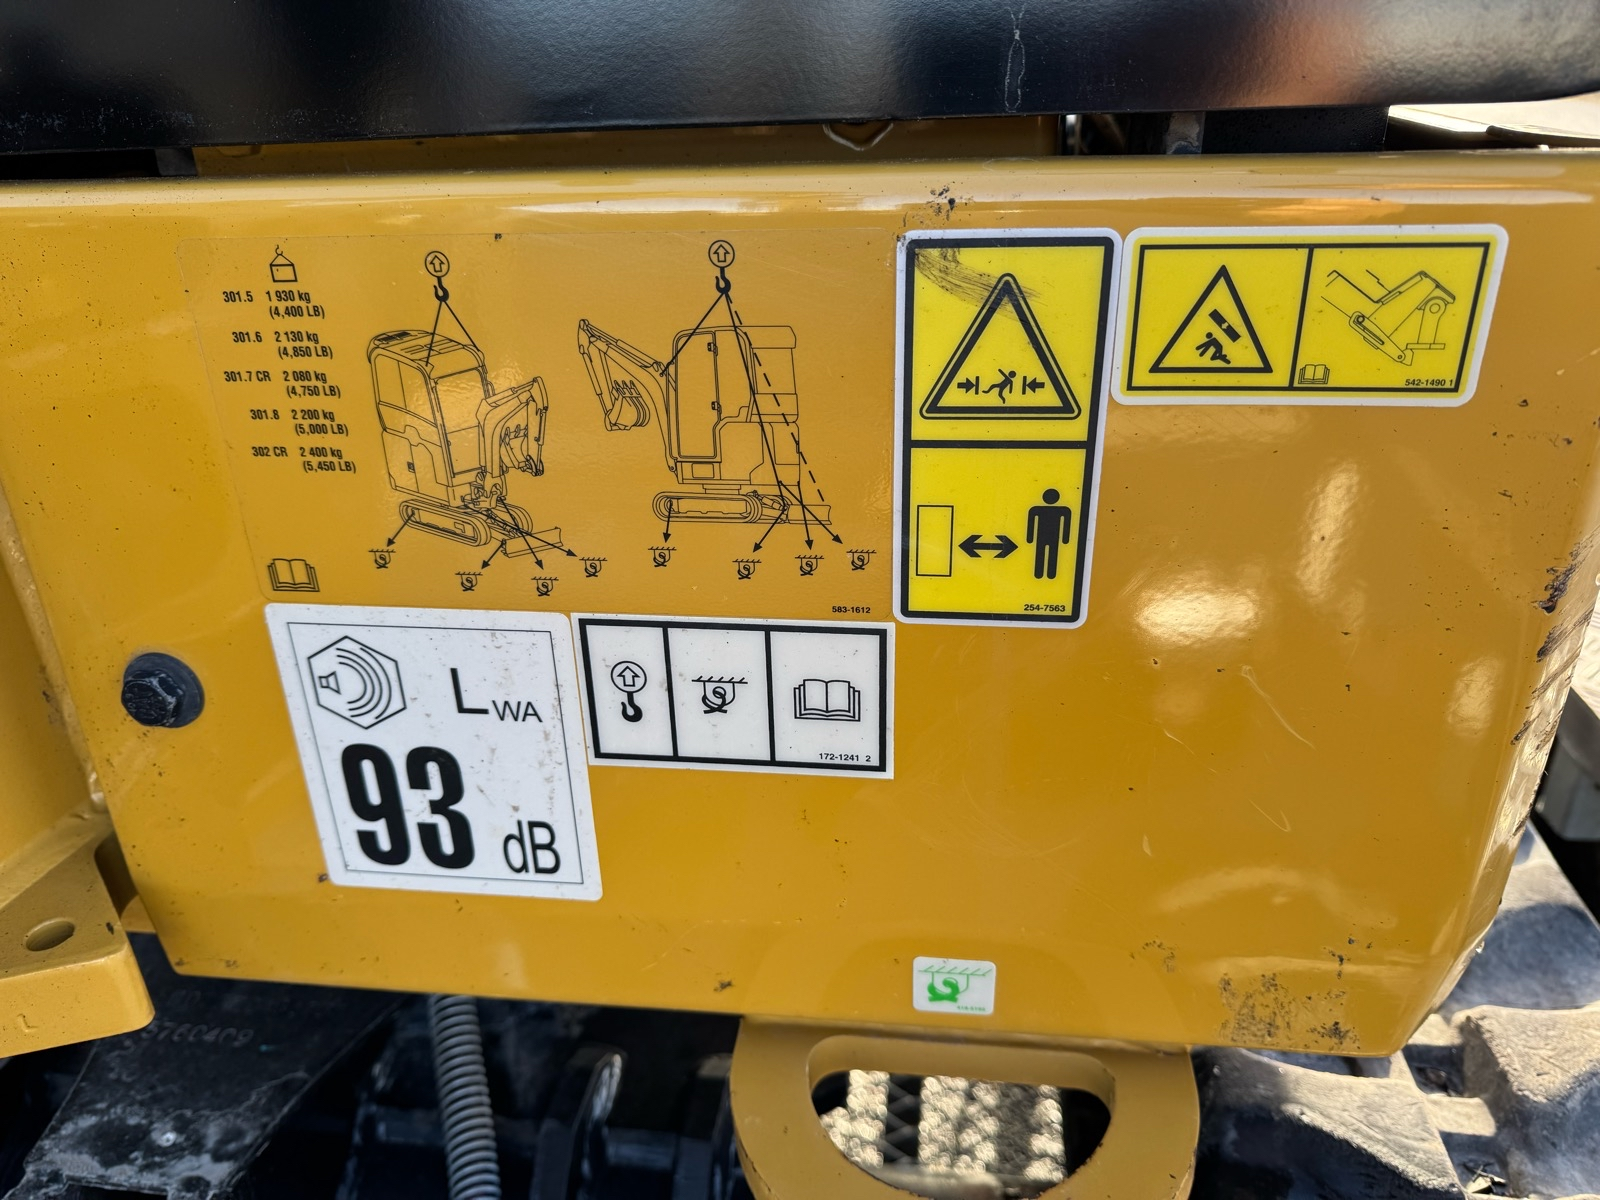 301.5 1 930 kg
(4,400 LB)
301.6 2 130 kg
(4,850 LB)
301.7 CR 2 080 kg
(4,750 LB)
301.8 2 200 kg
(5,000 LB)
302 CR 2 400 kg
(5,450 LB)
583-1612
254-7563
542-1490 1
LWA
93 dB
172-1241 2